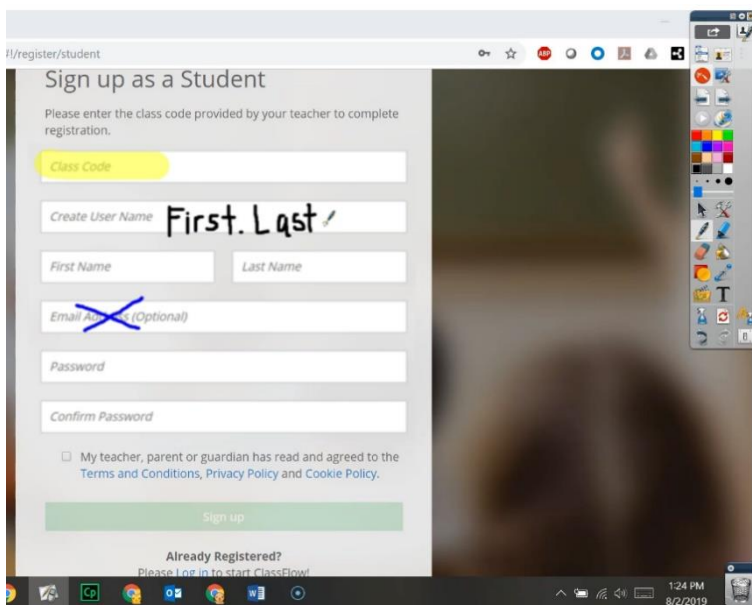 #!/register/student
ABP
Sign up as a Student
Please enter the class code provided by your teacher to complete
registration.
Class Code
Create User Name First. Last
First Name Last Name
Email Address (Optional)
Password
Confirm Password
My teacher, parent or guardian has read and agreed to the
Terms and Conditions, Privacy Policy and Cookie Policy.
Sign up
Already Registered?
Please Log in to start ClassFlow!
T
Cp
1:24 PM
8/2/2019